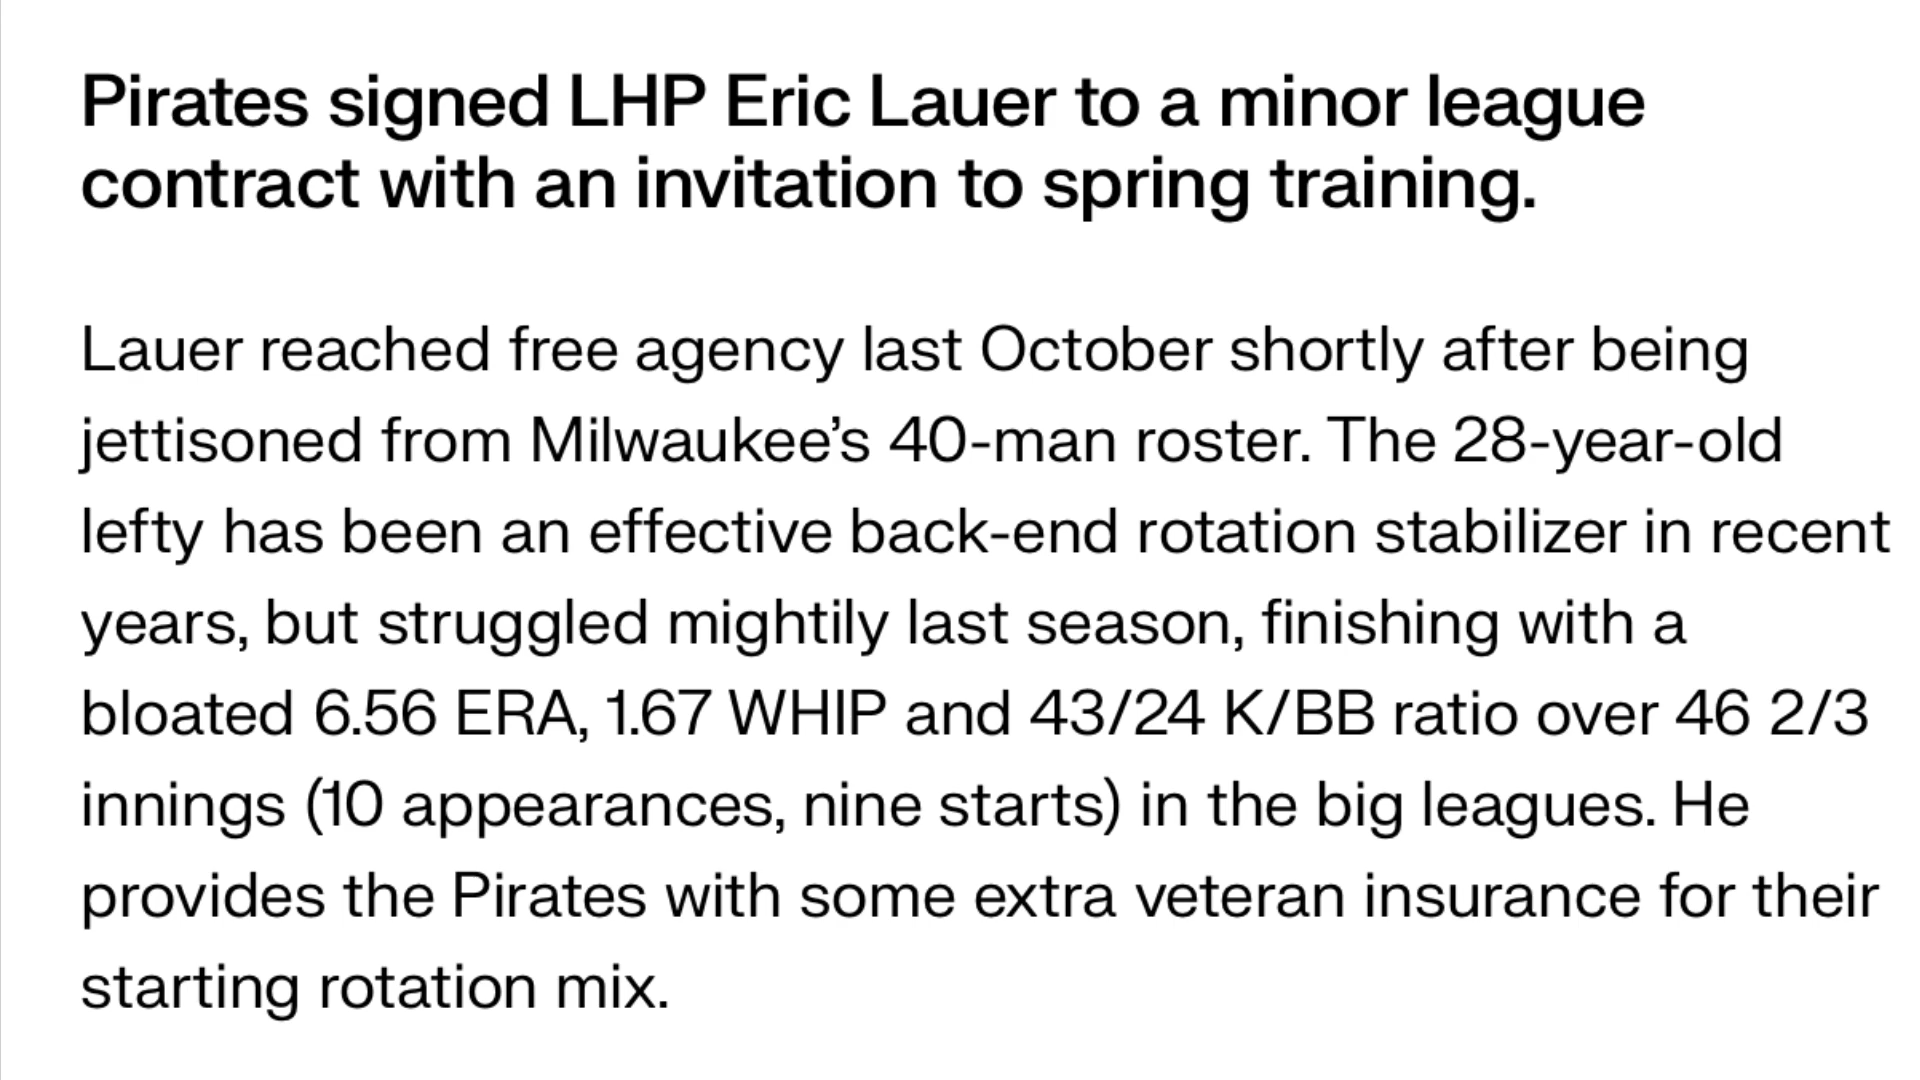 Pirates signed LHP Eric Lauer to a minor league
contract with an invitation to spring training.
Lauer reached free agency last October shortly after being
jettisoned from Milwaukee’s 40-man roster. The 28-year-old
lefty has been an effective back-end rotation stabilizer in recent
years, but struggled mightily last season, finishing with a
bloated 6.56 ERA, 1.67 WHIP and 43/24 K/BB ratio over 46 2/3
innings (10 appearances, nine starts) in the big leagues. He
provides the Pirates with some extra veteran insurance for their
starting rotation mix.